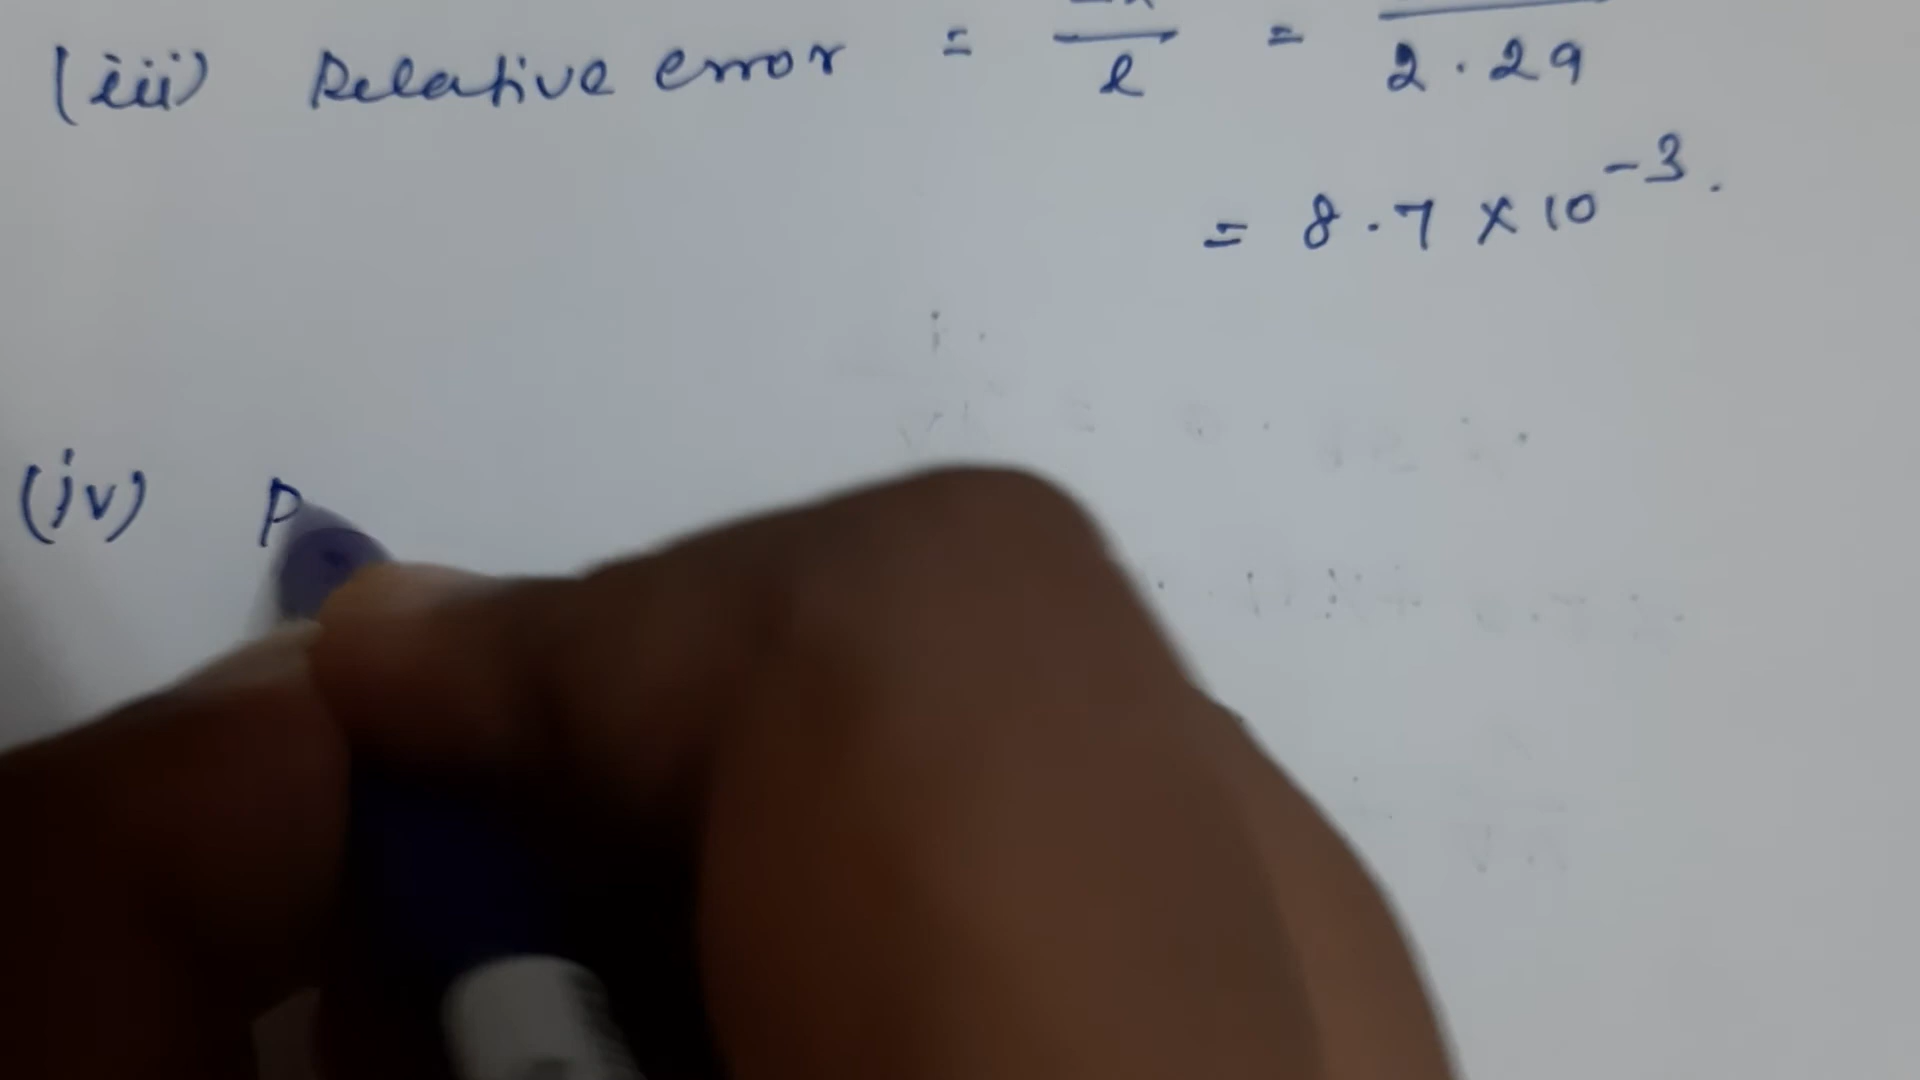 (iii) Relative error = / l = / 2.29
= 8.7 × 10⁻³.
(iv) P